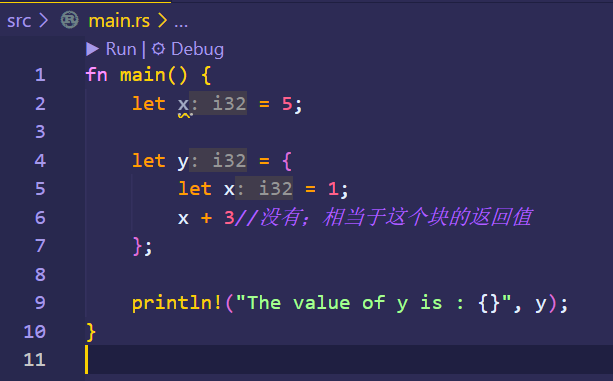 src > main.rs > ...
Run | Debug
1 fn main() {
2 let x: i32 = 5;
3
4 let y: i32 = {
5 let x: i32 = 1;
6 x + 3//没有；相当于这个块的返回值
7 };
8
9 println!("The value of y is : {}", y);
10 }
11